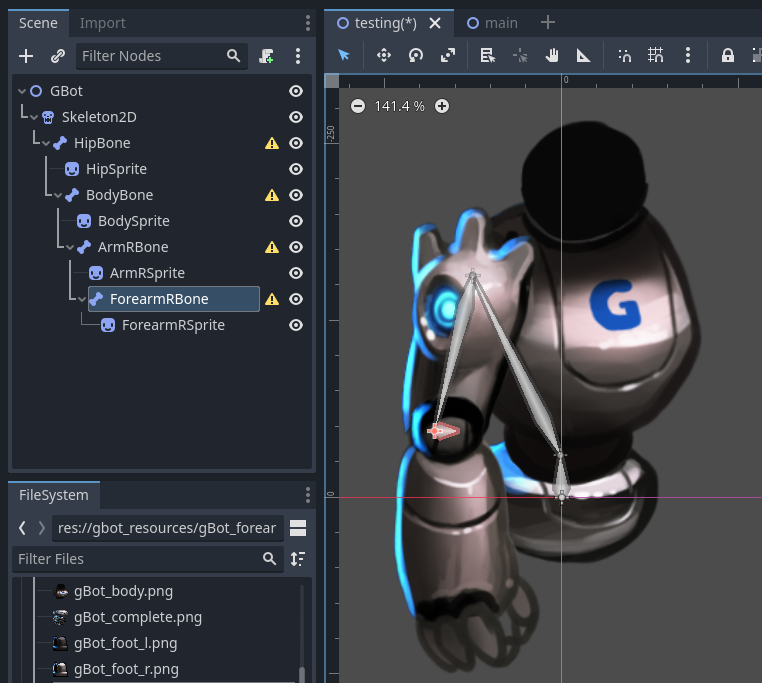 Scene Import
Filter Nodes
GBot
Skeleton2D
HipBone
HipSprite
BodyBone
BodySprite
ArmRBone
ArmRSprite
ForearmRBone
ForearmRSprite
FileSystem
res://gbot_resources/gBot_forear
Filter Files
gBot_body.png
gBot_complete.png
gBot_foot_l.png
gBot_foot_r.png
testing(*) main
0
141.4 %
-250
G
0